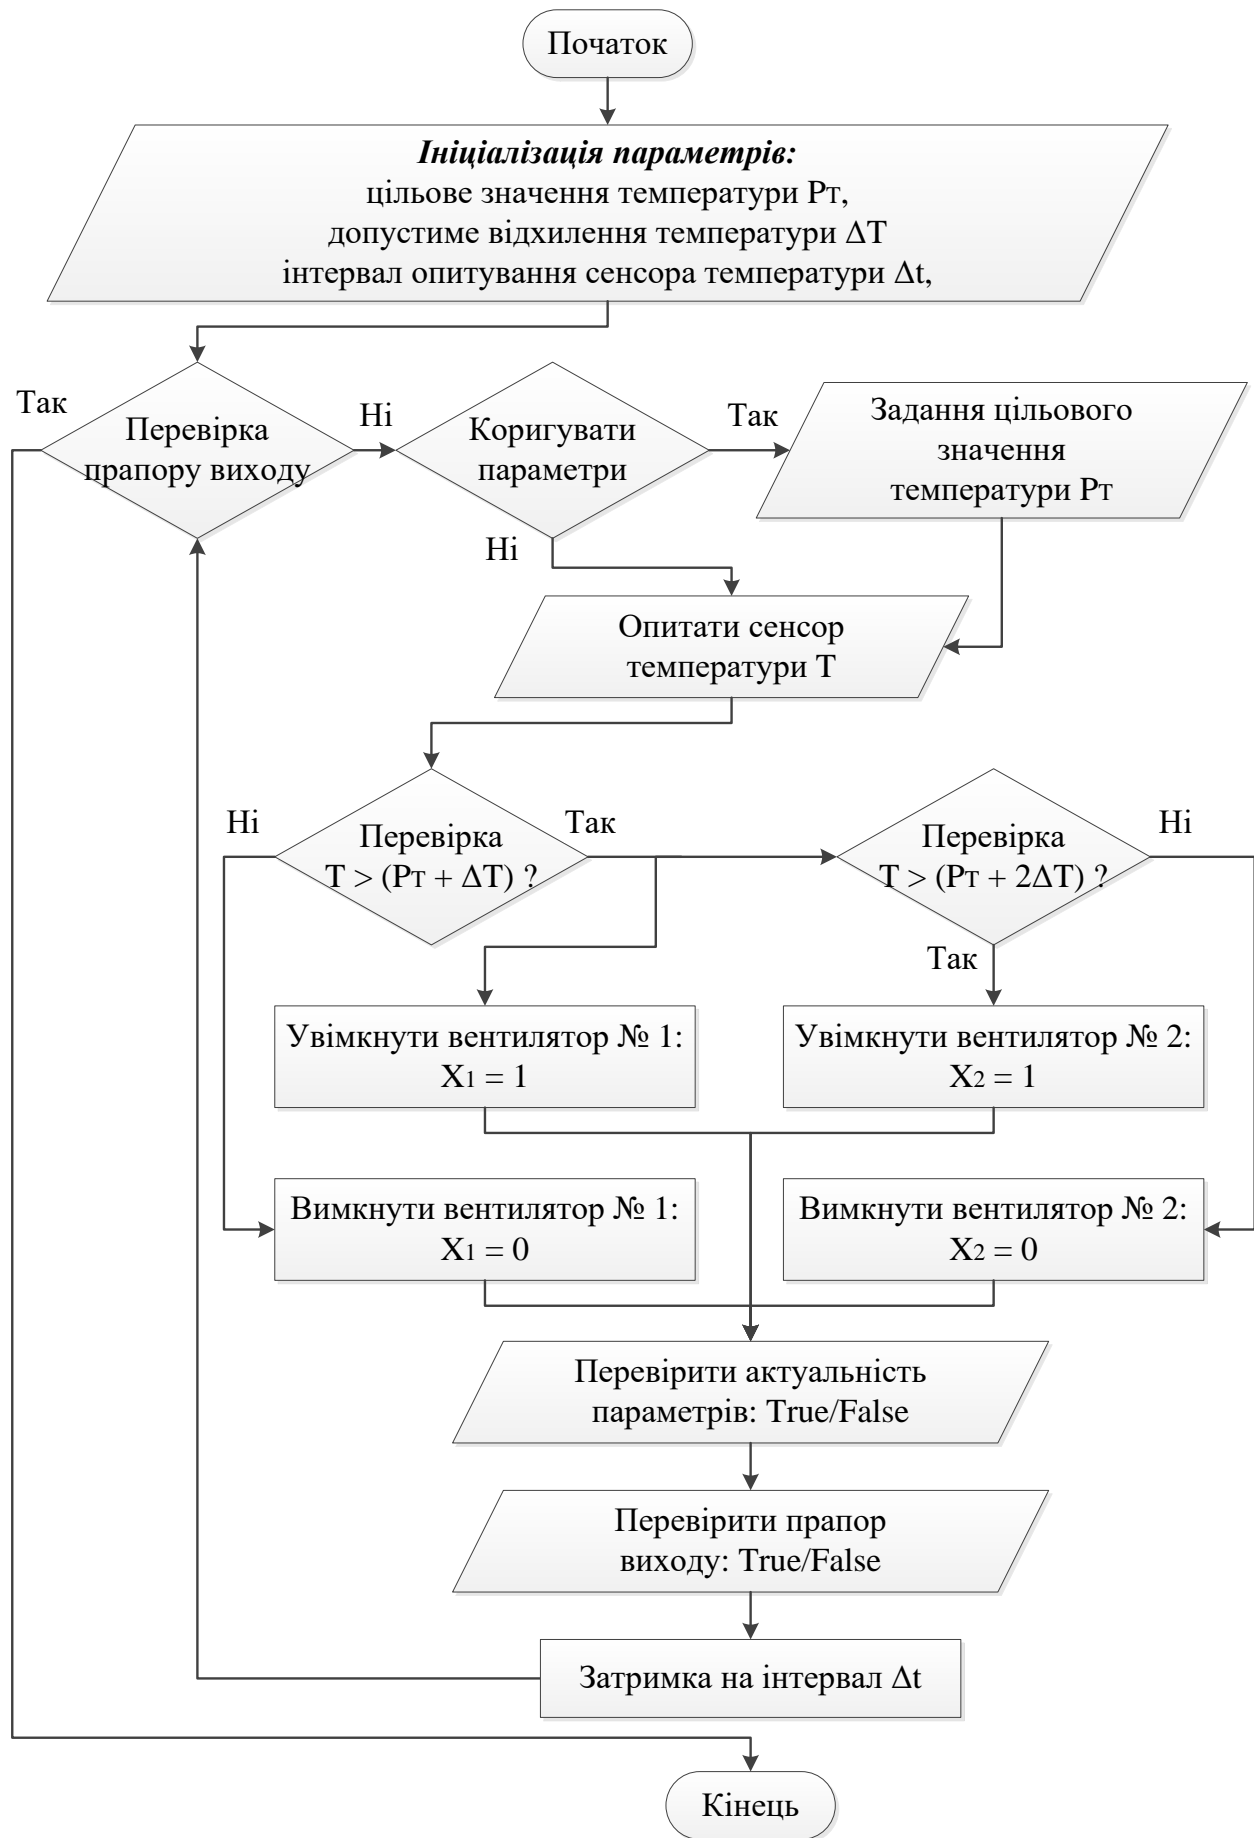 Початок
Ініціалізація параметрів:
цільове значення температури Рт,
допустиме відхилення температури ΔТ
інтервал опитування сенсора температури Δt,
Так
Перевірка
прапору виходу
Ні
Коригувати
параметри
Так
Задання цільового
значення
температури Рт
Ні
Опитати сенсор
температури Т
Ні
Перевірка
Т > (Рт + ΔТ) ?
Так
Перевірка
Т > (Рт + 2ΔТ) ?
Ні
Так
Увімкнути вентилятор № 1:
X1 = 1
Увімкнути вентилятор № 2:
X2 = 1
Вимкнути вентилятор № 1:
X1 = 0
Вимкнути вентилятор № 2:
X2 = 0
Перевірити актуальність
параметрів: True/False
Перевірити прапор
виходу: True/False
Затримка на інтервал Δt
Кінець